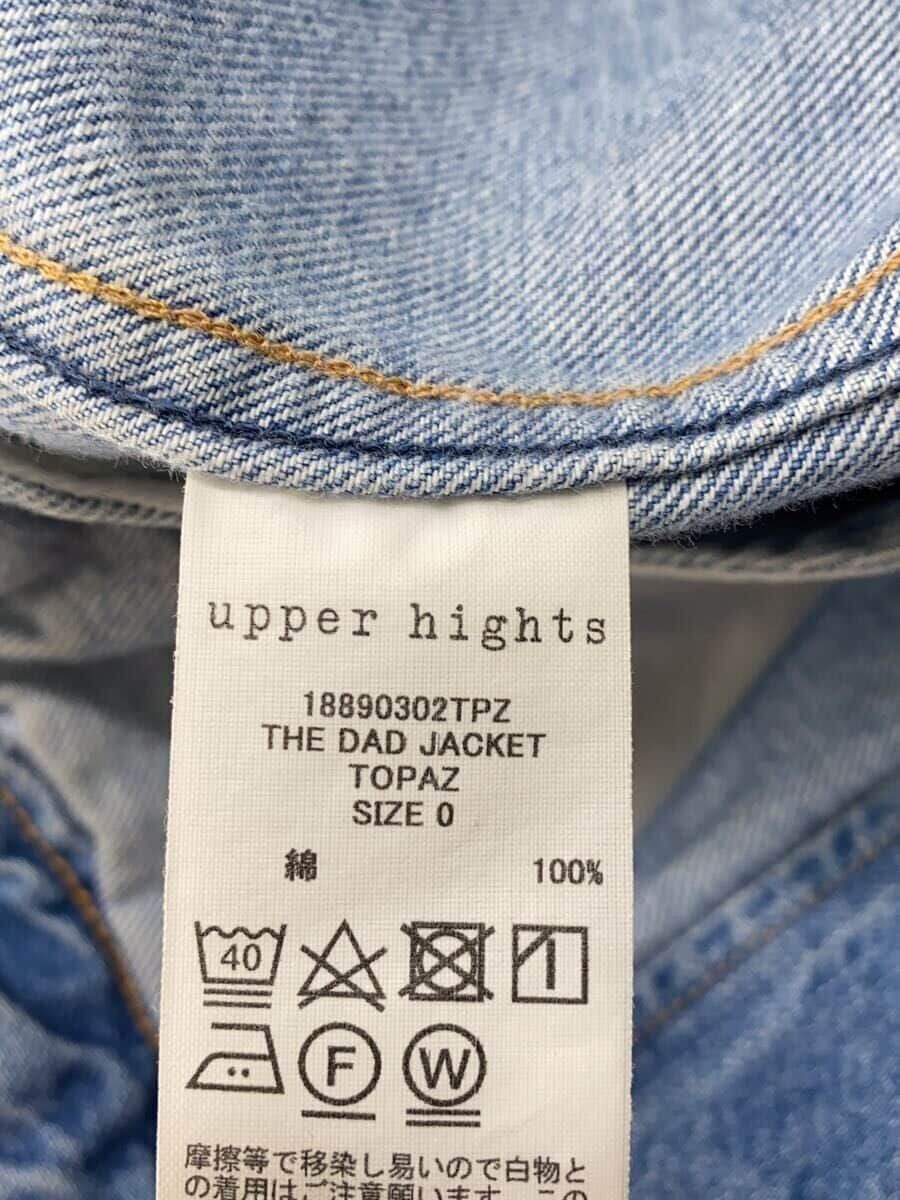 upper hights
18890302TPZ
THE DAD JACKET
TOPAZ
SIZE 0
綿 100%
40
F W
摩擦等で移染し易いので白物と
の着用はご注意願います。この